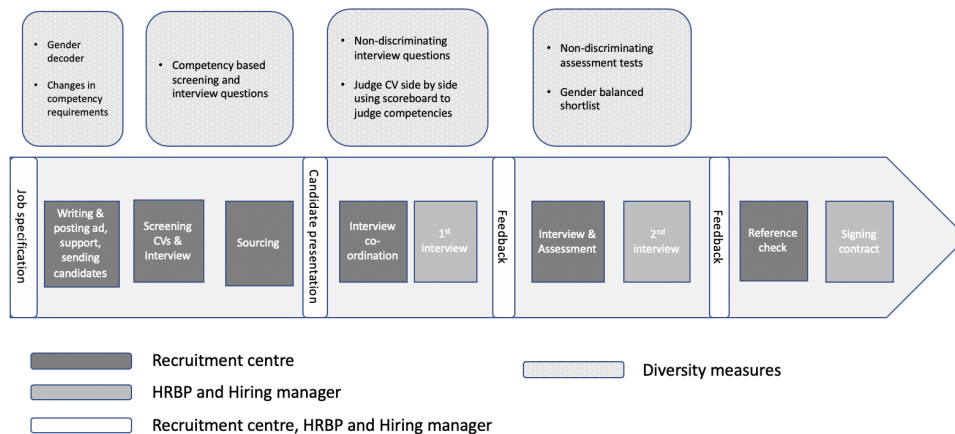 • Gender
decoder
• Changes in
competency
requirements
• Competency based
screening and
interview questions
• Non-discriminating
interview questions
• Judge CV side by side
using scoreboard to
judge competencies
• Non-discriminating
assessment tests
• Gender balanced
shortlist
Job specification
Writing &
posting ad,
support,
sending
candidates
Screening
CVs &
Interview
Sourcing
Candidate presentation
Interview
co-
ordination
1st
interview
Feedback
Interview &
Assessment
2nd
interview
Feedback
Reference
check
Signing
contract
Recruitment centre
HRBP and Hiring manager
Recruitment centre, HRBP and Hiring manager
Diversity measures